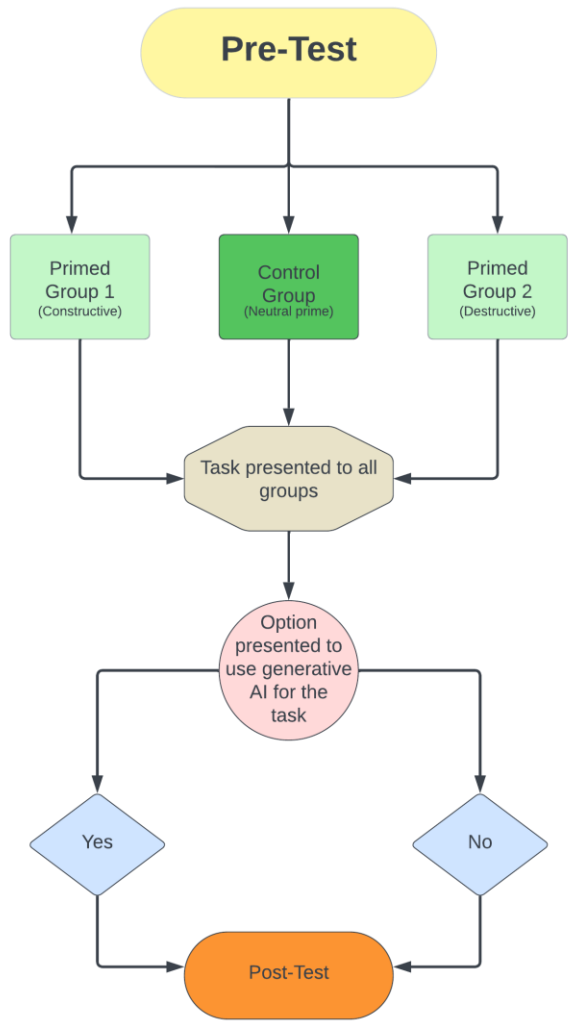 Pre-Test
Primed
Group 1
(Constructive)
Control
Group
(Neutral prime)
Primed
Group 2
(Destructive)
Task presented to all
groups
Option
presented to
use generative
AI for the
task
Yes
No
Post-Test